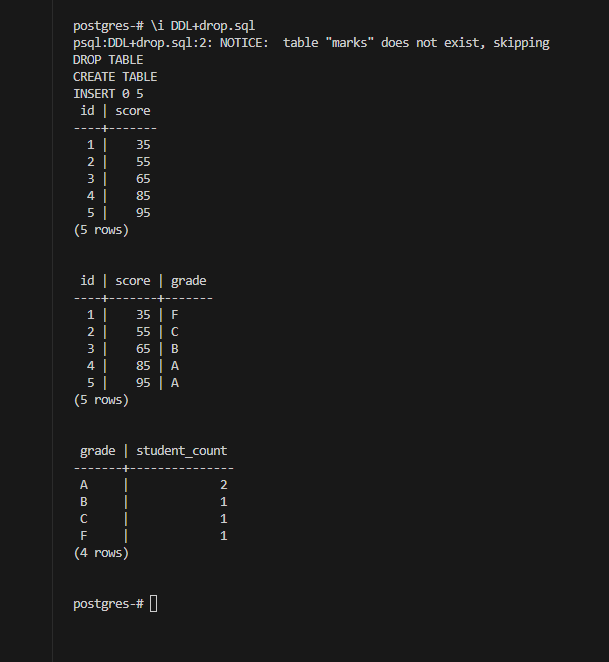 postgres-# \i DDL+drop.sql
psql:DDL+drop.sql:2: NOTICE:  table "marks" does not exist, skipping
DROP TABLE
CREATE TABLE
INSERT 0 5
 id | score
----+-------
  1 |    35
  2 |    55
  3 |    65
  4 |    85
  5 |    95
(5 rows)

 id | score | grade
----+-------+-------
  1 |    35 | F
  2 |    55 | C
  3 |    65 | B
  4 |    85 | A
  5 |    95 | A
(5 rows)

 grade | student_count
-------+---------------
 A     |             2
 B     |             1
 C     |             1
 F     |             1
(4 rows)

postgres-#